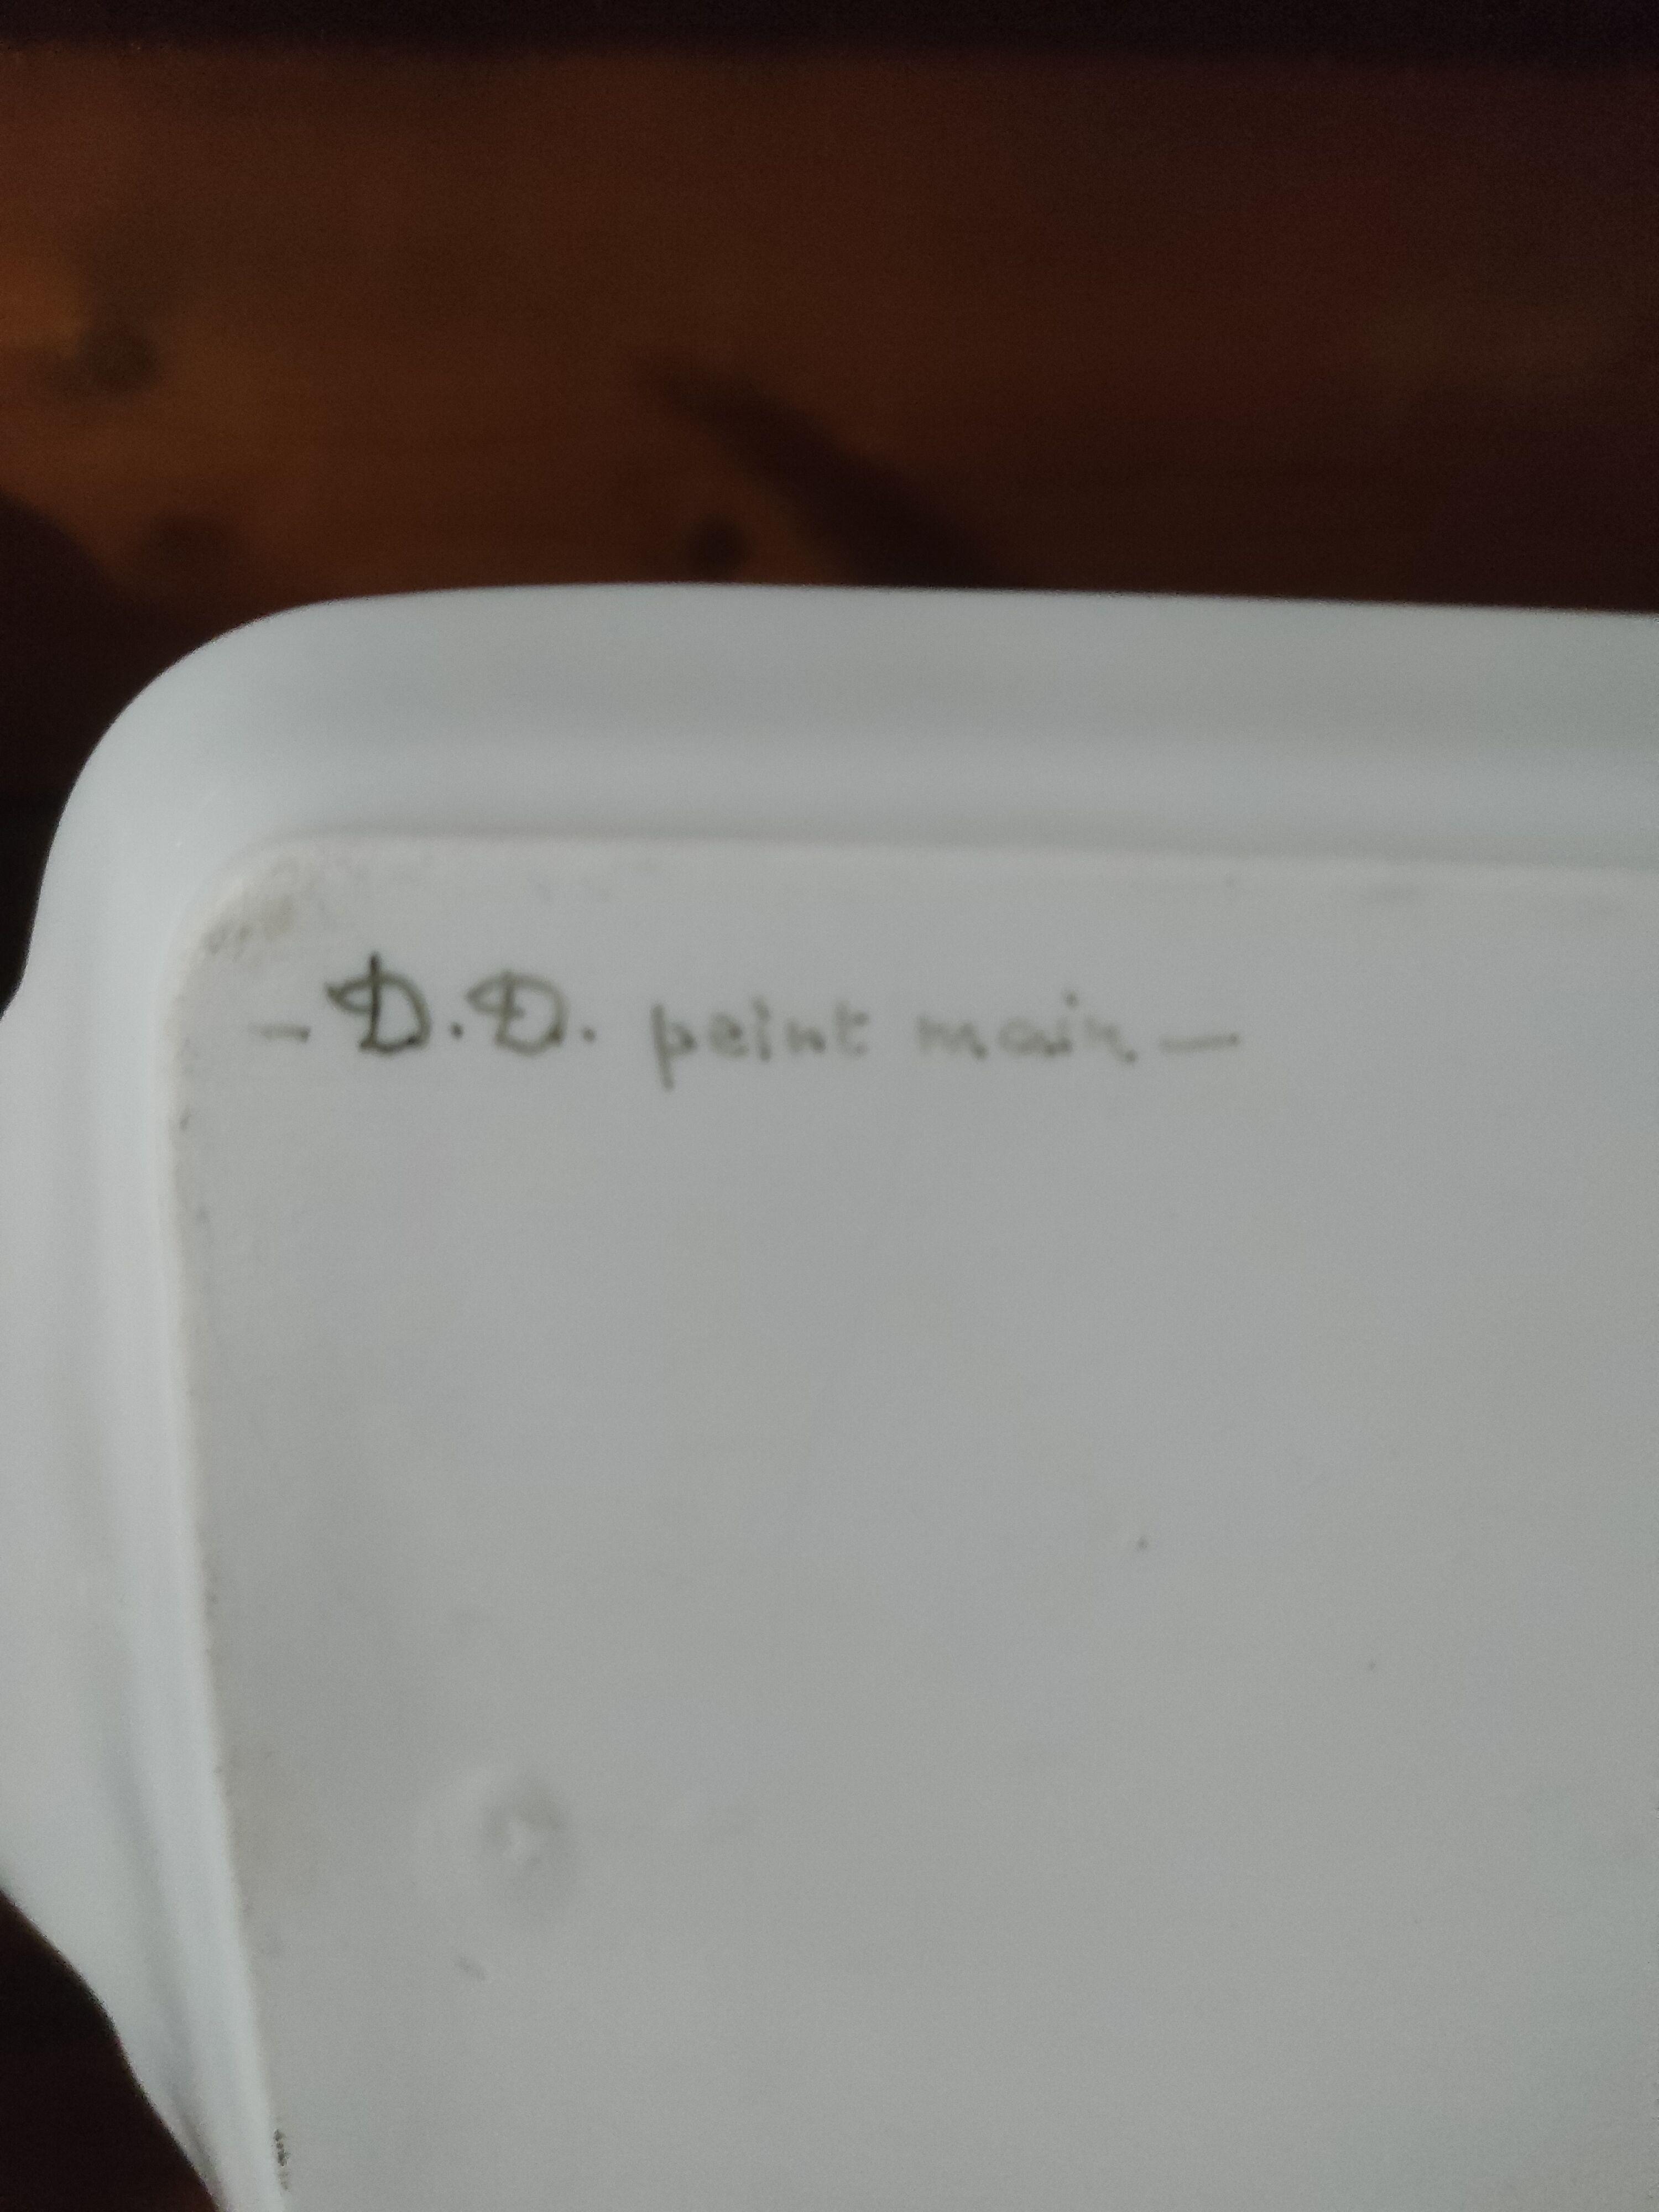 - D.D. peint main -